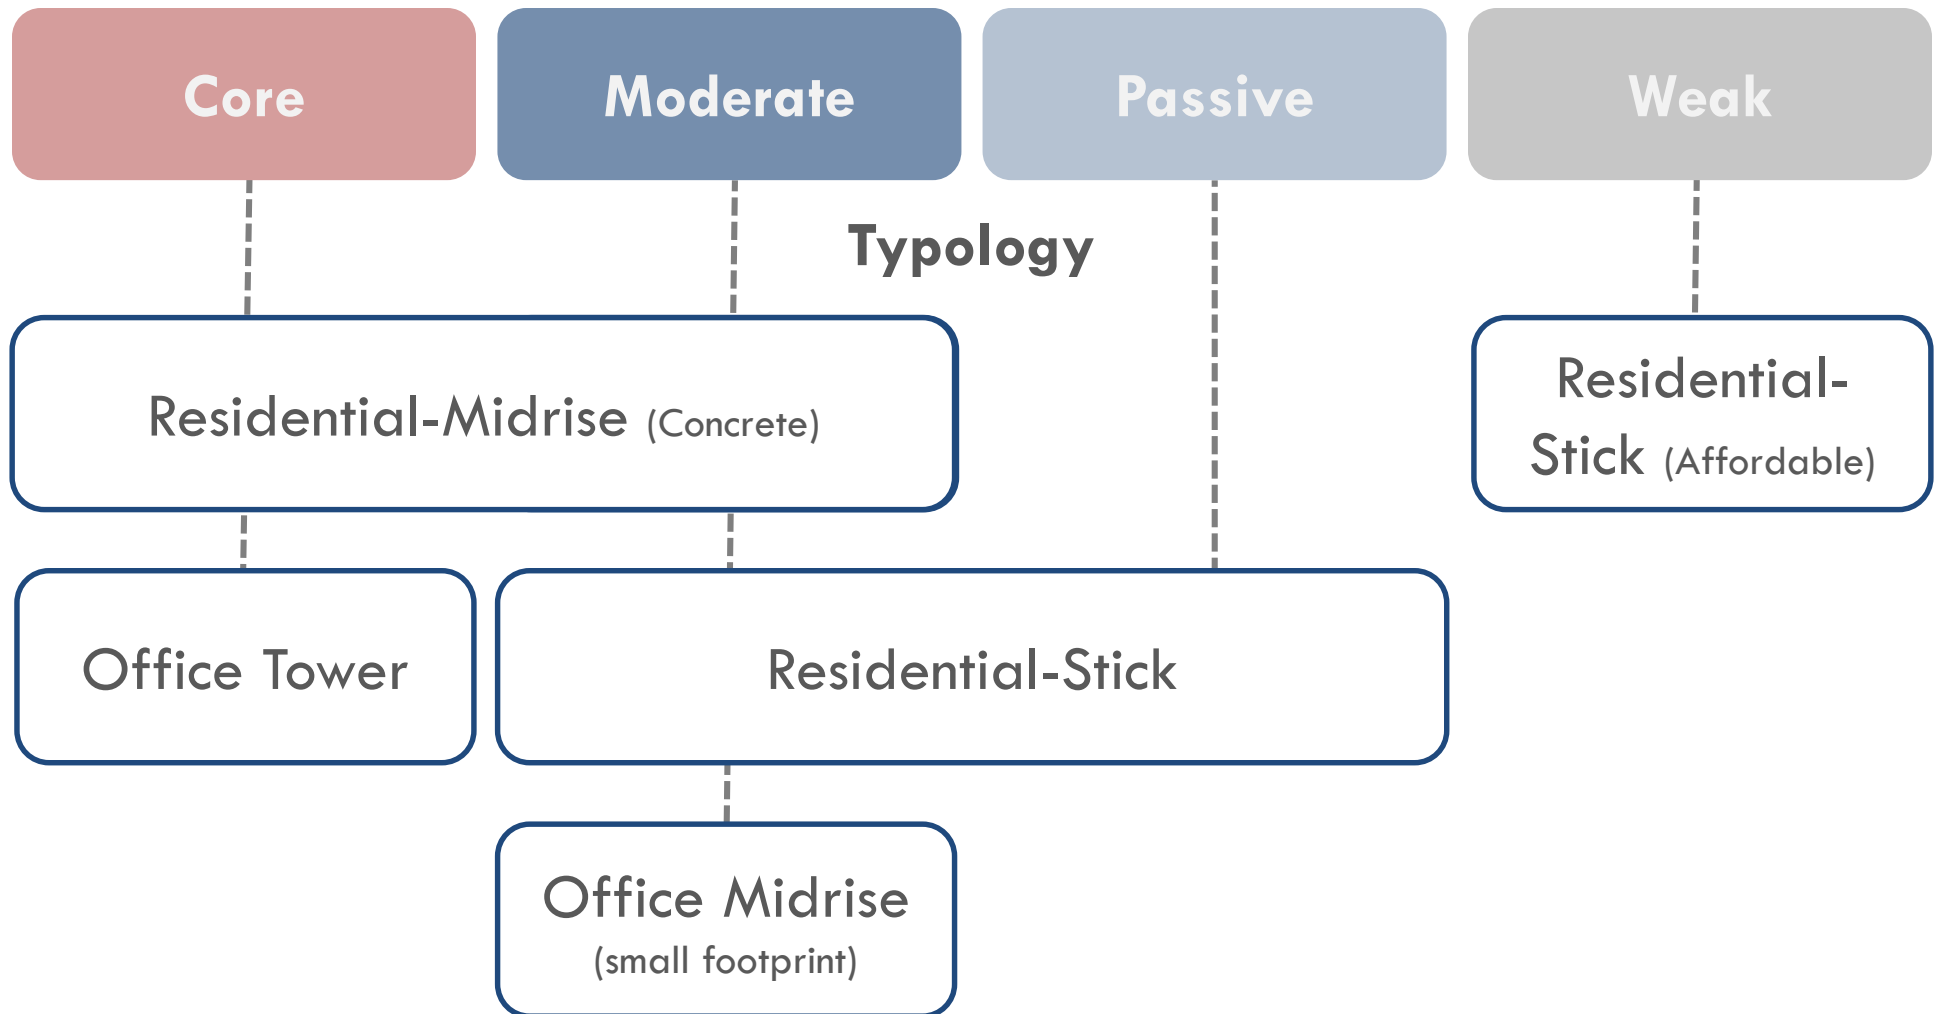 Core
Moderate
Passive
Weak
Typology
Residential-Midrise (Concrete)
Residential-
Stick (Affordable)
Office Tower
Residential-Stick
Office Midrise
(small footprint)